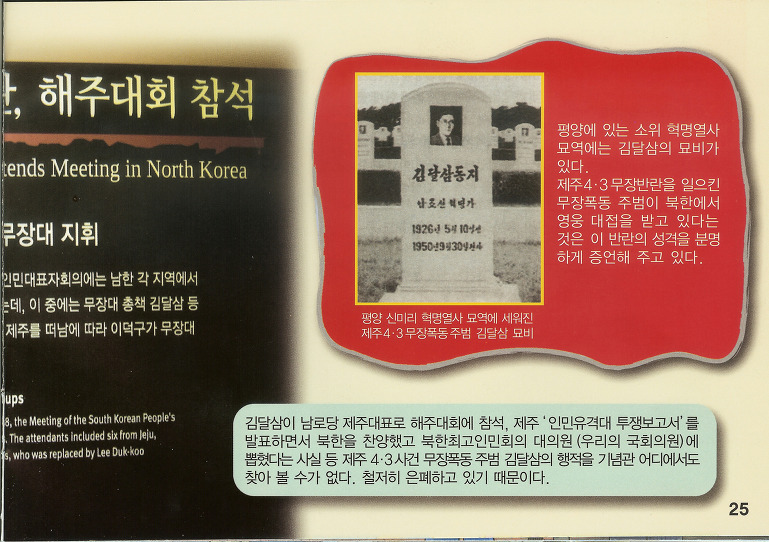 , 해주대회 참석
tends Meeting in North Korea
무장대 지휘
인민대표자회의에는 남한 각 지역에서
는데, 이 중에는 무장대 총책 김달삼 등
제주를 떠남에 따라 이덕구가 무장대
ups
8, the Meeting of the South Korean People's
. The attendants included six from Jeju,
s, who was replaced by Lee Duk-koo
김달삼동지
남조선 혁명가
1926년 5월 10일생
1950년 9월 30일 전사
평양 신미리 혁명열사 묘역에 세워진
제주4·3 무장폭동 주범 김달삼 묘비
평양에 있는 소위 혁명열사
묘역에는 김달삼의 묘비가
있다.
제주4·3무장반란을 일으킨
무장폭동 주범이 북한에서
영웅 대접을 받고 있다는
것은 이 반란의 성격을 분명
하게 증언해 주고 있다.
김달삼이 남로당 제주대표로 해주대회에 참석, 제주 ‘인민유격대 투쟁보고서’를
발표하면서 북한을 찬양했고 북한최고인민회의 대의원 (우리의 국회의원)에
뽑혔다는 사실 등 제주 4·3사건 무장폭동 주범 김달삼의 행적을 기념관 어디에서도
찾아 볼 수가 없다. 철저히 은폐하고 있기 때문이다.
25